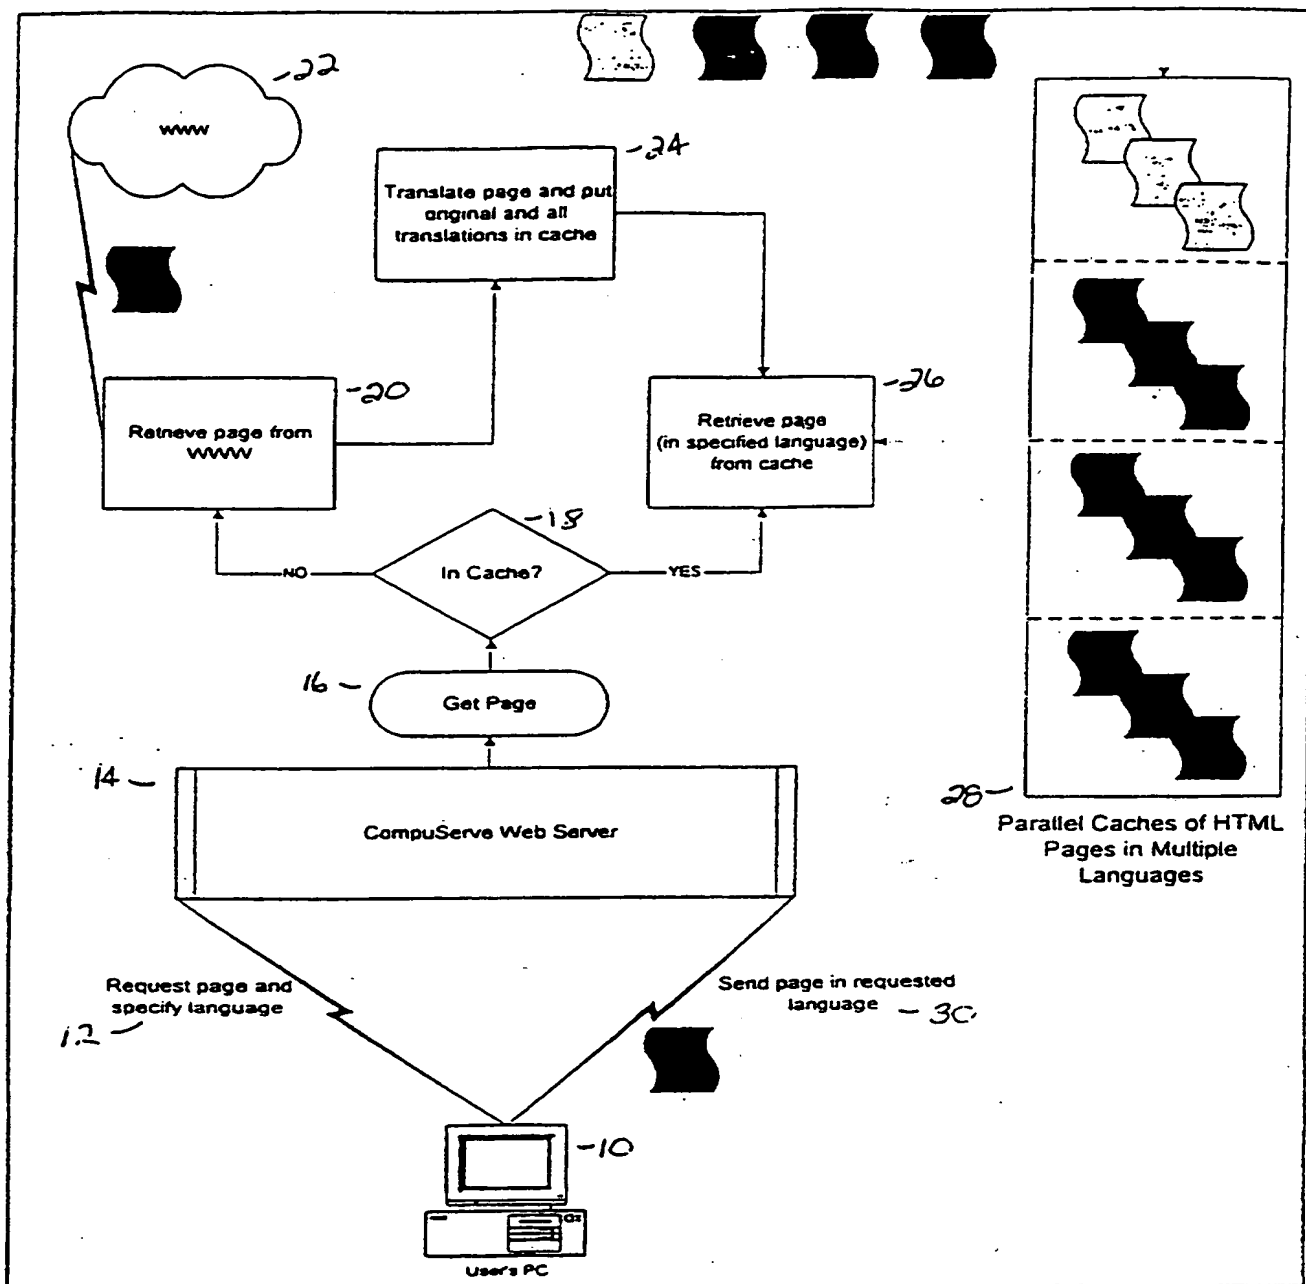 22
WWW
24
Translate page and put
original and all
translations in cache
20
Retrieve page from
WWW
26
Retrieve page
(in specified language)
from cache
18
In Cache?
NO
YES
16
Get Page
14
CompuServe Web Server
28
Parallel Caches of HTML
Pages in Multiple
Languages
Request page and
specify language
12
Send page in requested
language
30
10
User's PC